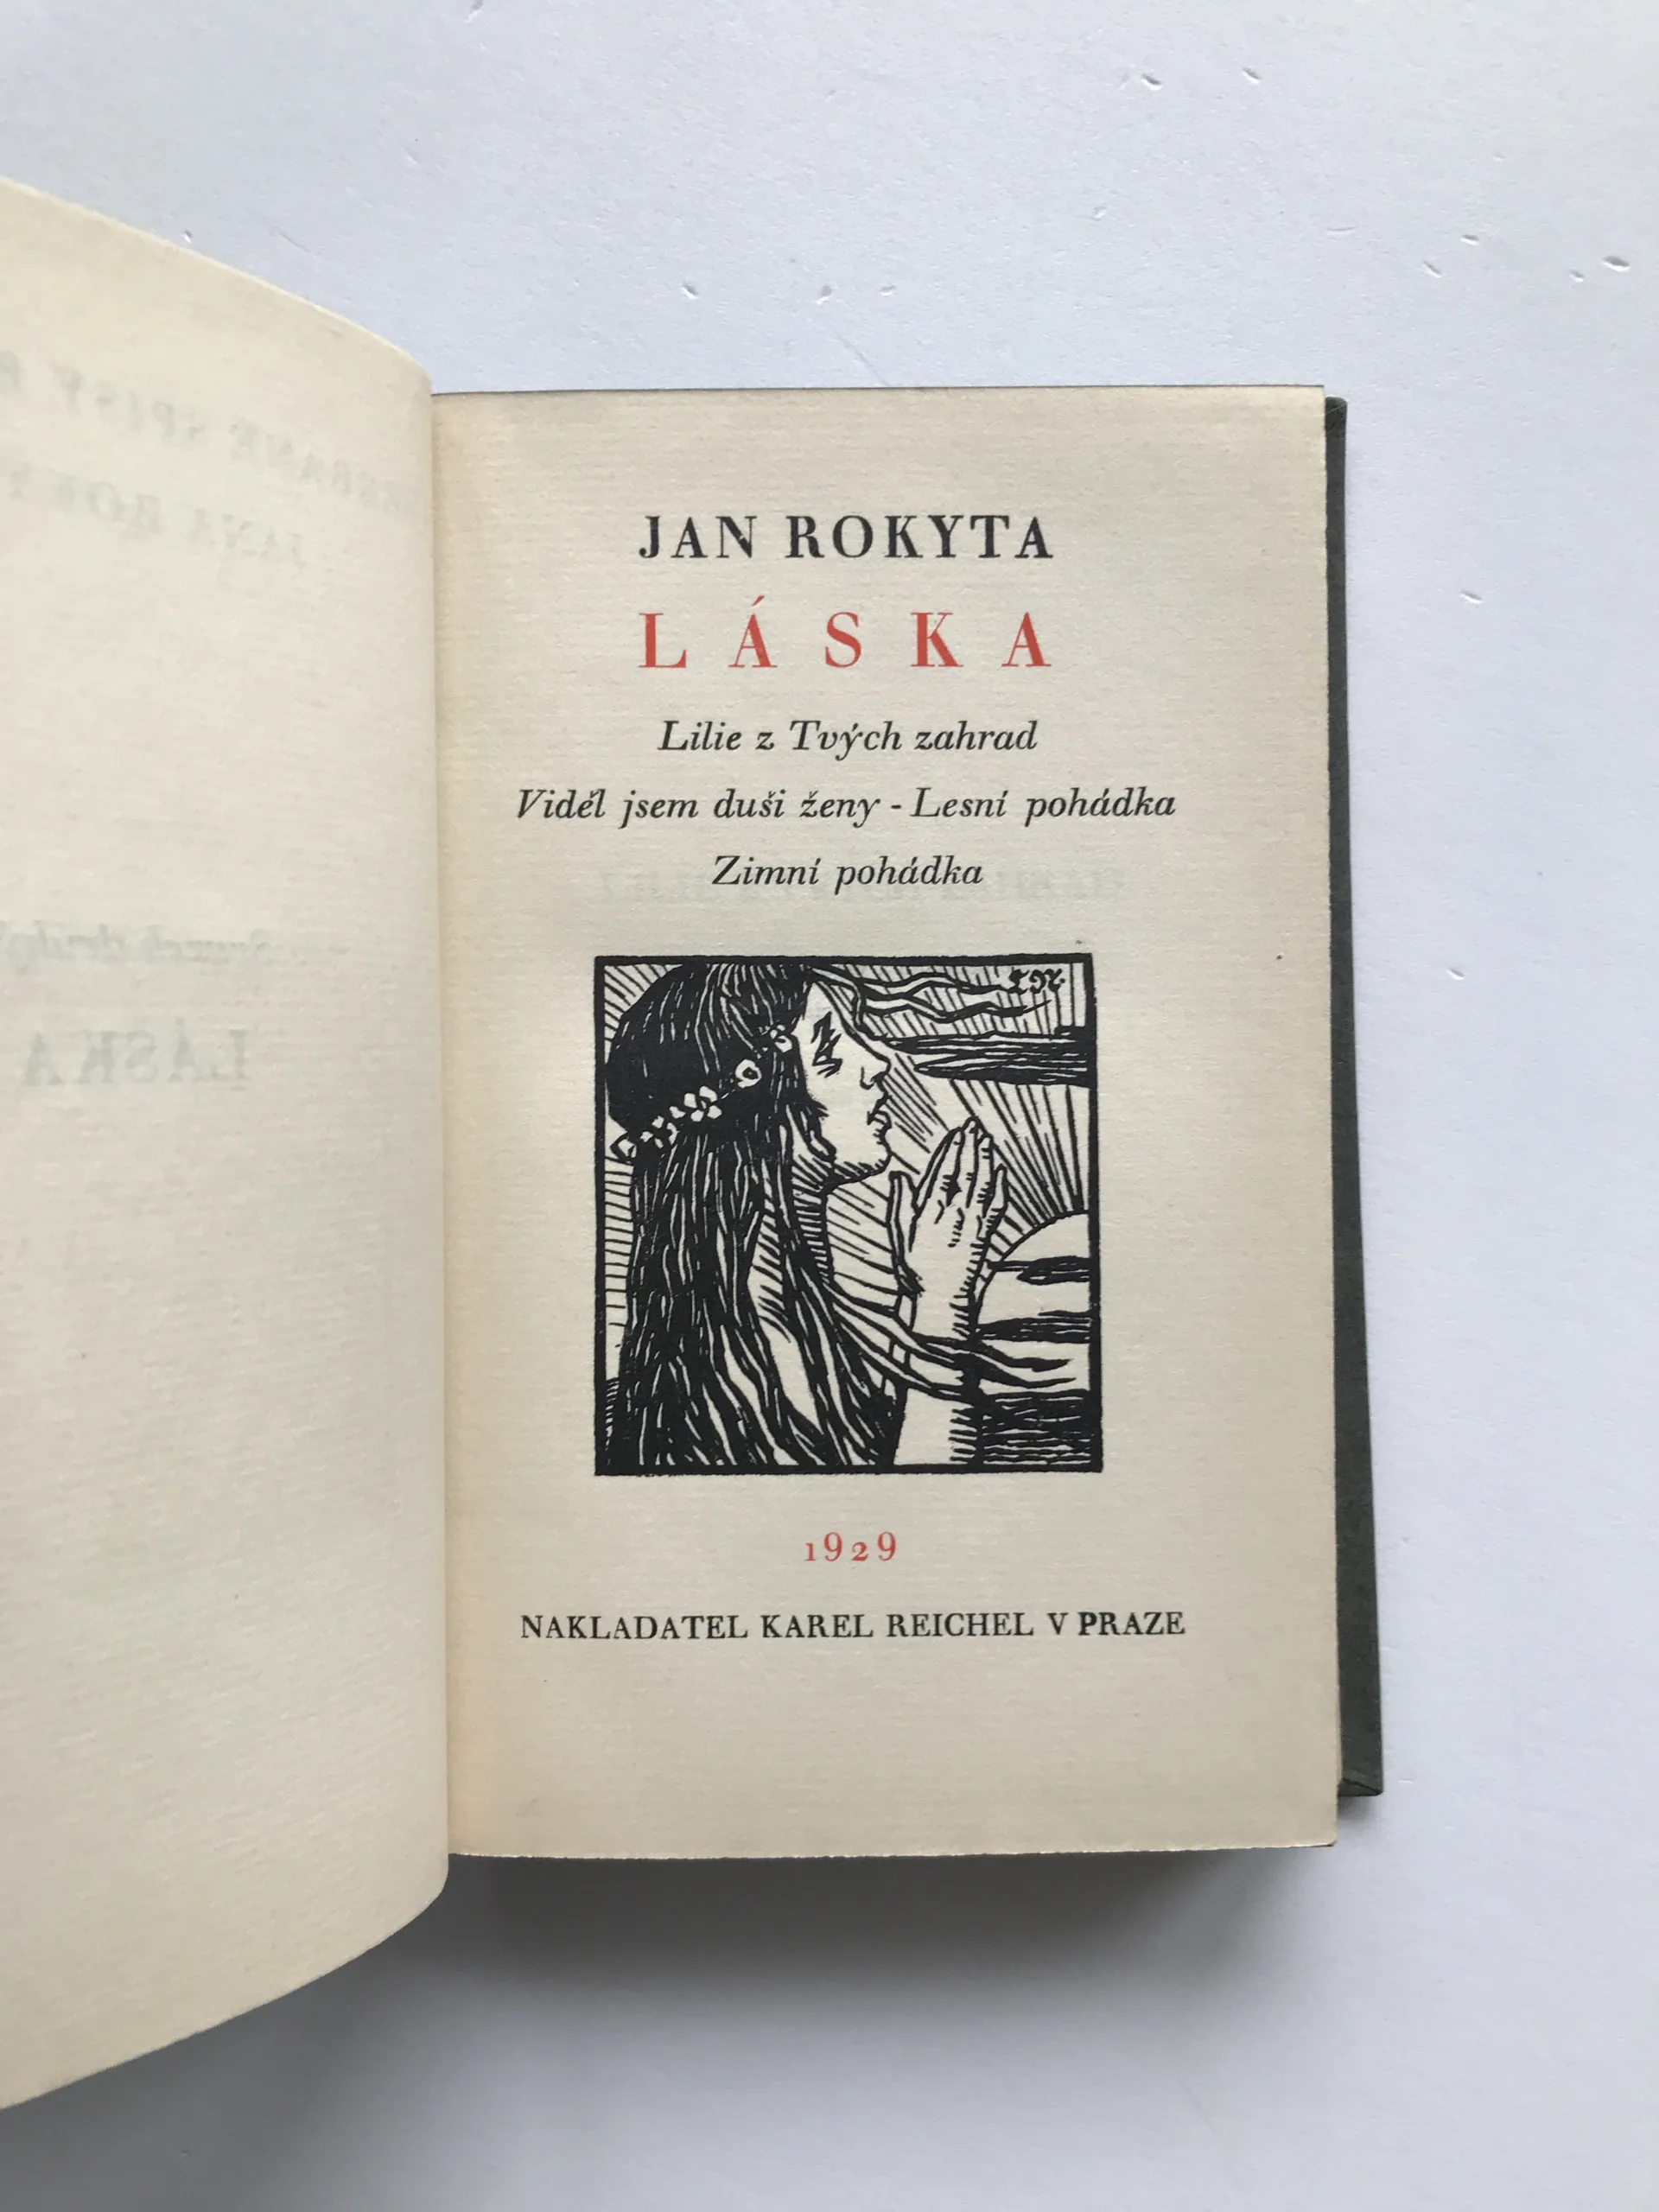 JAN ROKYTA
LÁSKA
Lilie z Tvých zahrad
Viděl jsem duši ženy - Lesní pohádka
Zimní pohádka
1929
NAKLADATEL KAREL REICHEL V PRAZE